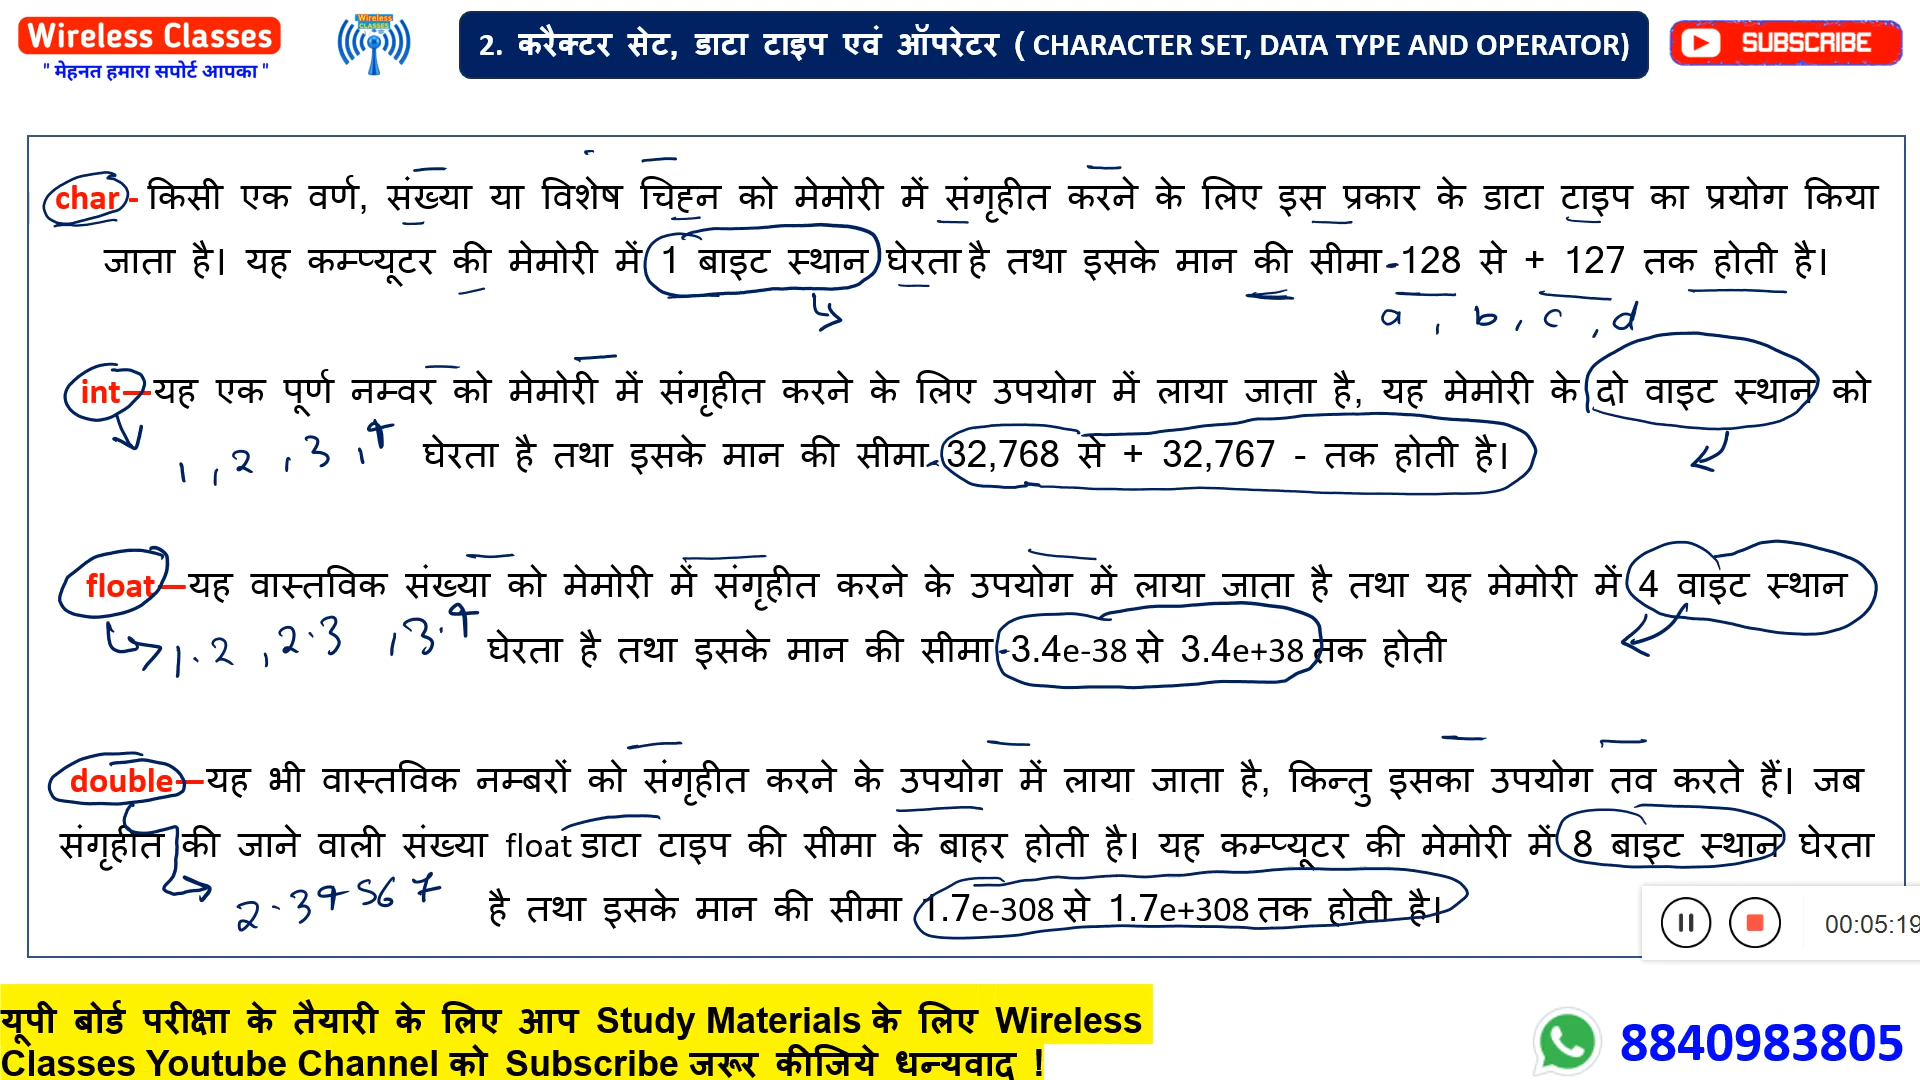 Wireless Classes
" मेहनत हमारा सपोर्ट आपका "
Wireless
CLASSES
2. करैक्टर सेट, डाटा टाइप एवं ऑपरेटर ( CHARACTER SET, DATA TYPE AND OPERATOR)
SUBSCRIBE
char - किसी एक वर्ण, संख्या या विशेष चिह्न को मेमोरी में संगृहीत करने के लिए इस प्रकार के डाटा टाइप का प्रयोग किया
जाता है। यह कम्प्यूटर की मेमोरी में 1 बाइट स्थान घेरता है तथा इसके मान की सीमा -128 से + 127 तक होती है।
a , b , c , d
int—यह एक पूर्ण नम्वर को मेमोरी में संगृहीत करने के लिए उपयोग में लाया जाता है, यह मेमोरी के दो वाइट स्थान को
1 , 2 , 3 , 4 घेरता है तथा इसके मान की सीमा - 32,768 से + 32,767 - तक होती है।
float—यह वास्तविक संख्या को मेमोरी में संगृहीत करने के उपयोग में लाया जाता है तथा यह मेमोरी में 4 वाइट स्थान
1.2 , 2.3 , 3.4 घेरता है तथा इसके मान की सीमा -3.4e-38 से 3.4e+38 तक होती
double—यह भी वास्तविक नम्बरों को संगृहीत करने के उपयोग में लाया जाता है, किन्तु इसका उपयोग तव करते हैं। जब
संगृहीत की जाने वाली संख्या float डाटा टाइप की सीमा के बाहर होती है। यह कम्प्यूटर की मेमोरी में 8 बाइट स्थान घेरता
2.34567 है तथा इसके मान की सीमा 1.7e-308 से 1.7e+308 तक होती है।
00:05:19
यूपी बोर्ड परीक्षा के तैयारी के लिए आप Study Materials के लिए Wireless
Classes Youtube Channel को Subscribe जरूर कीजिये धन्यवाद !
8840983805